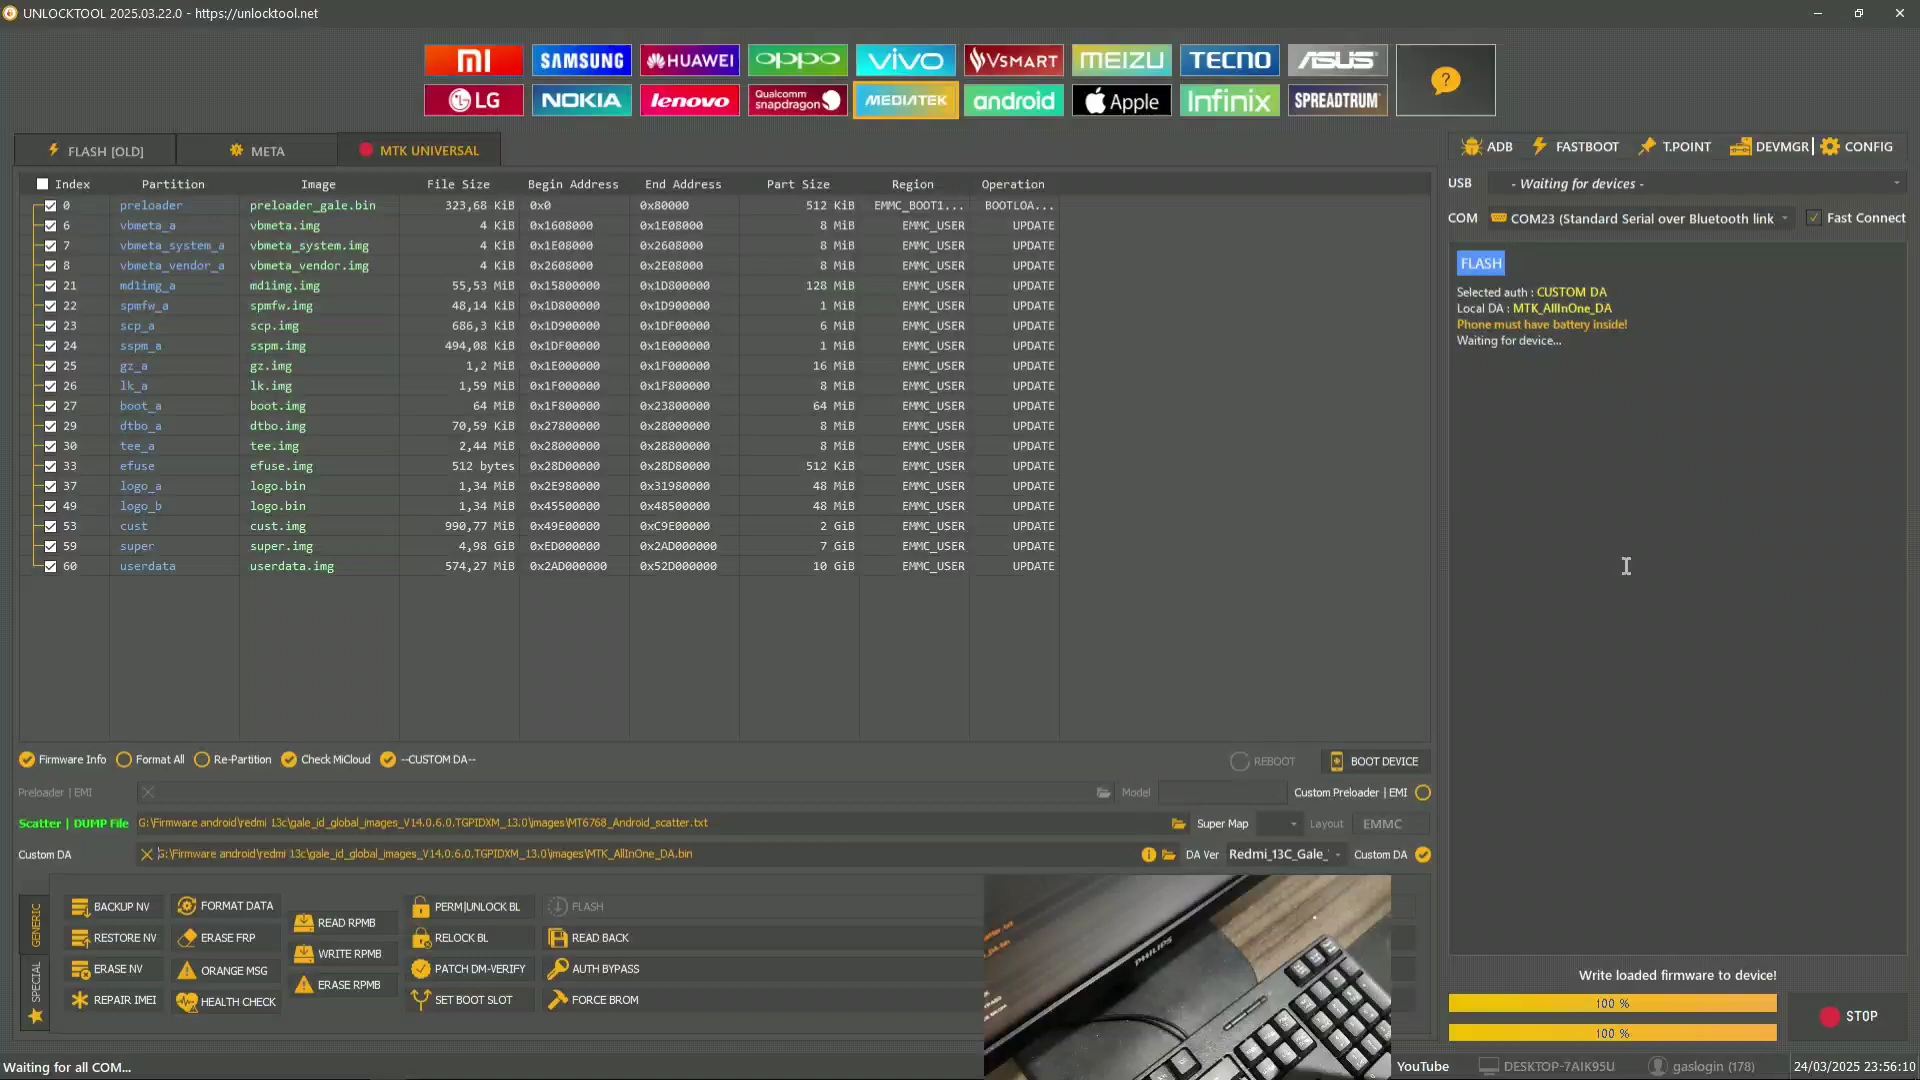 UNLOCKTOOL 2025.03.22.0 - https://unlocktool.net
MI SAMSUNG HUAWEI oppo vivo VSMART MEIZU TECNO ASUS ?
LG NOKIA lenovo Qualcomm snapdragon MEDIATEK android Apple Infinix SPREADTRUM
FLASH [OLD] META MTK UNIVERSAL
ADB FASTBOOT T.POINT DEVMGR CONFIG
USB - Waiting for devices -
COM COM23 (Standard Serial over Bluetooth link Fast Connect
Index Partition Image File Size Begin Address End Address Part Size Region Operation
0 preloader preloader_gale.bin 323,68 KiB 0x0 0x80000 512 KiB EMMC_BOOT1... BOOTLOA...
6 vbmeta_a vbmeta.img 4 KiB 0x1608000 0x1E08000 8 MiB EMMC_USER UPDATE
7 vbmeta_system_a vbmeta_system.img 4 KiB 0x1E08000 0x2608000 8 MiB EMMC_USER UPDATE
8 vbmeta_vendor_a vbmeta_vendor.img 4 KiB 0x2608000 0x2E08000 8 MiB EMMC_USER UPDATE
21 md1img_a md1img.img 55,53 MiB 0x15800000 0x1D800000 128 MiB EMMC_USER UPDATE
22 spmfw_a spmfw.img 48,14 KiB 0x1D800000 0x1D900000 1 MiB EMMC_USER UPDATE
23 scp_a scp.img 686,3 KiB 0x1D900000 0x1DF00000 6 MiB EMMC_USER UPDATE
24 sspm_a sspm.img 494,08 KiB 0x1DF00000 0x1E000000 1 MiB EMMC_USER UPDATE
25 gz_a gz.img 1,2 MiB 0x1E000000 0x1F000000 16 MiB EMMC_USER UPDATE
26 lk_a lk.img 1,59 MiB 0x1F000000 0x1F800000 8 MiB EMMC_USER UPDATE
27 boot_a boot.img 64 MiB 0x1F800000 0x23800000 64 MiB EMMC_USER UPDATE
29 dtbo_a dtbo.img 70,59 KiB 0x27800000 0x28000000 8 MiB EMMC_USER UPDATE
30 tee_a tee.img 2,44 MiB 0x28000000 0x28800000 8 MiB EMMC_USER UPDATE
33 efuse efuse.img 512 bytes 0x28D00000 0x28D80000 512 KiB EMMC_USER UPDATE
37 logo_a logo.bin 1,34 MiB 0x2E980000 0x31980000 48 MiB EMMC_USER UPDATE
49 logo_b logo.bin 1,34 MiB 0x45500000 0x48500000 48 MiB EMMC_USER UPDATE
53 cust cust.img 990,77 MiB 0x49E00000 0xC9E00000 2 GiB EMMC_USER UPDATE
59 super super.img 4,98 GiB 0xED000000 0x2AD000000 7 GiB EMMC_USER UPDATE
60 userdata userdata.img 574,27 MiB 0x2AD000000 0x52D000000 10 GiB EMMC_USER UPDATE
FLASH
Selected auth : CUSTOM DA
Local DA : MTK_AllInOne_DA
Phone must have battery inside!
Waiting for device...
Firmware Info Format All Re-Partition Check MiCloud --CUSTOM DA-- REBOOT BOOT DEVICE
Preloader | EMI Model Custom Preloader | EMI
Scatter | DUMP File G:\Firmware android\redmi 13c\gale_id_global_images_V14.0.6.0.TGPIDXM_13.0\images\MT6768_Android_scatter.txt Super Map Layout EMMC
Custom DA G:\Firmware android\redmi 13c\gale_id_global_images_V14.0.6.0.TGPIDXM_13.0\images\MTK_AllInOne_DA.bin DA Ver Redmi_13C_Gale_ Custom DA
GENERIC
SPECIAL
BACKUP NV FORMAT DATA READ RPMB PERM|UNLOCK BL FLASH
RESTORE NV ERASE FRP WRITE RPMB RELOCK BL READ BACK
ERASE NV ORANGE MSG ERASE RPMB PATCH DM-VERIFY AUTH BYPASS
REPAIR IMEI HEALTH CHECK SET BOOT SLOT FORCE BROM
PHILIPS
Write loaded firmware to device!
100 %
100 %
STOP
Waiting for all COM... YouTube DESKTOP-7AIK95U gaslogin (178) 24/03/2025 23:56:10